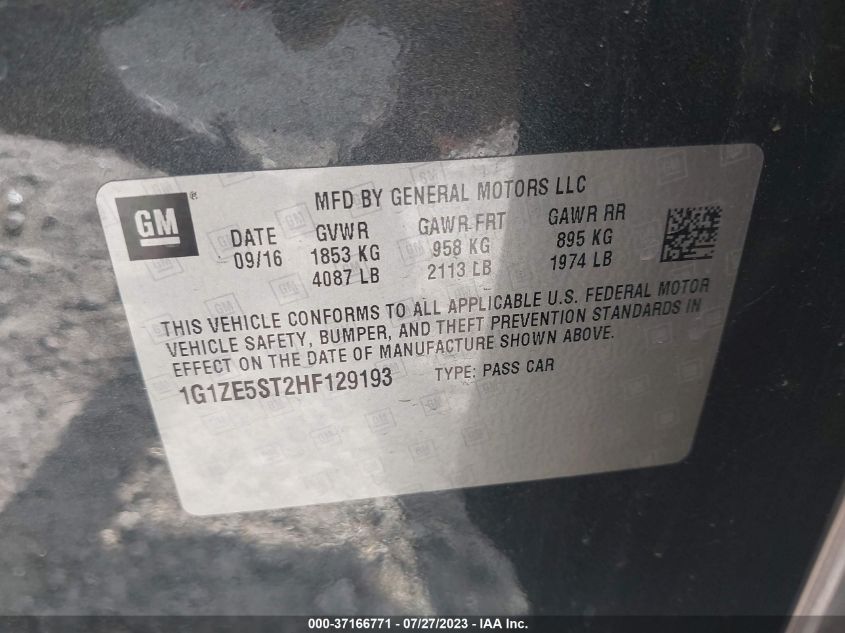 GM®
MFD BY GENERAL MOTORS LLC
DATE GVWR GAWR FRT GAWR RR
09/16 1853 KG 958 KG 895 KG
4087 LB 2113 LB 1974 LB
THIS VEHICLE CONFORMS TO ALL APPLICABLE U.S. FEDERAL MOTOR
VEHICLE SAFETY, BUMPER, AND THEFT PREVENTION STANDARDS IN
EFFECT ON THE DATE OF MANUFACTURE SHOWN ABOVE.
1G1ZE5ST2HF129193 TYPE: PASS CAR
000-37166771 - 07/27/2023 - IAA Inc.